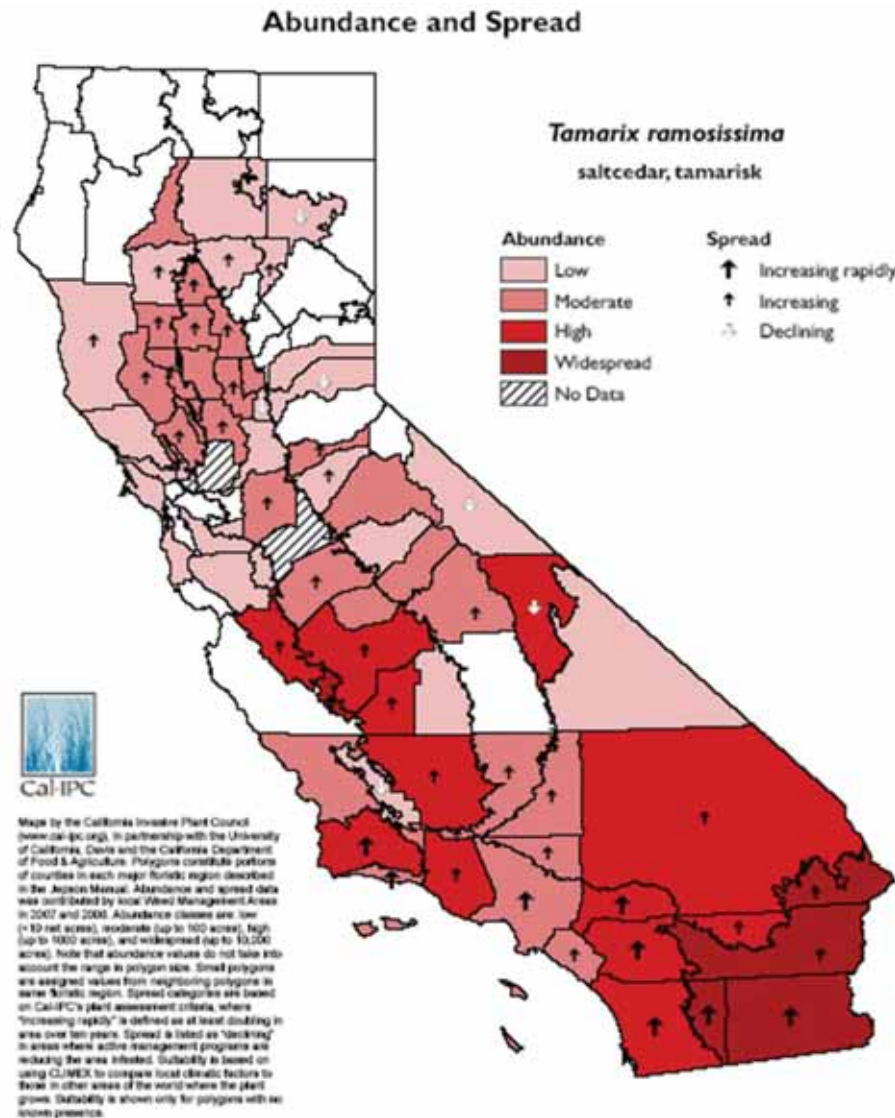 Abundance and Spread
Tamarix ramosissima
saltcedar, tamarisk
Abundance
Low
Moderate
High
Widespread
No Data
Spread
Increasing rapidly
Increasing
Declining
Cal-IPC
Maps by the California Invasive Plant Council
(www.cal-ipc.org), in partnership with the University
of California, Davis and the California Department
of Food & Agriculture. Polygons constitute portions
of counties in each major floristic region described
in the Jepson Manual. Abundance and spread data
was contributed by local Weed Management Areas
in 2007 and 2008. Abundance classes are: low
(<10 net acres), moderate (up to 100 acres), high
(up to 1000 acres), and widespread (up to 10,000
acres). Note that abundance values do not take into
account the range in polygon size. Small polygons
are assigned values from neighboring polygons in
same floristic region. Spread categories are based
on Cal-IPC's plant assessment criteria, where
"increasing rapidly" is defined as at least doubling in
area over ten years. Spread is listed as "declining"
in areas where active management programs are
reducing the area infested. Suitability is based on
using CLIMEX to compare local climatic factors to
those in other areas of the world where the plant
grows. Suitability is shown only for polygons with no
known presence.